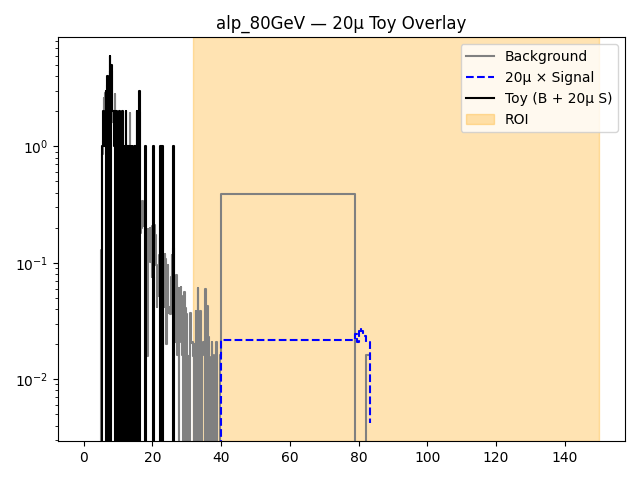 alp_80GeV — 20μ Toy Overlay
Background
20μ × Signal
Toy (B + 20μ S)
ROI
10⁰
10⁻¹
10⁻²
0 20 40 60 80 100 120 140